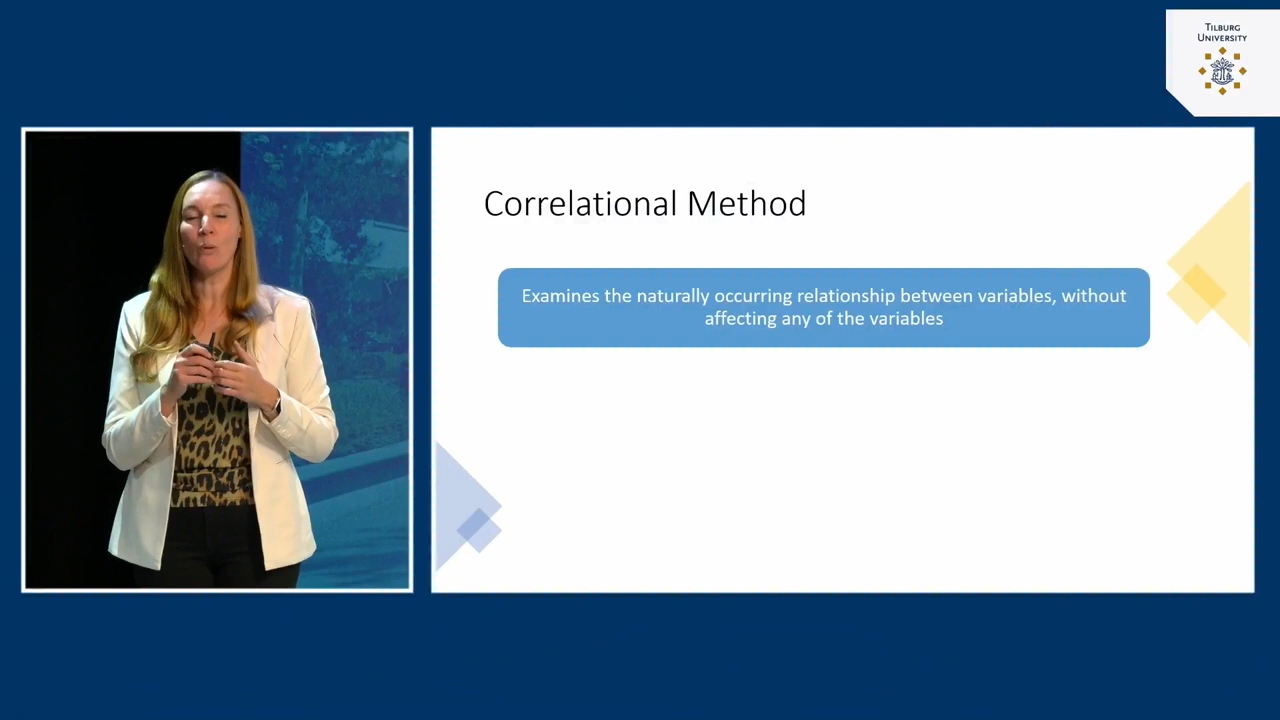 TILBURG
UNIVERSITY
Correlational Method
Examines the naturally occurring relationship between variables, without
affecting any of the variables